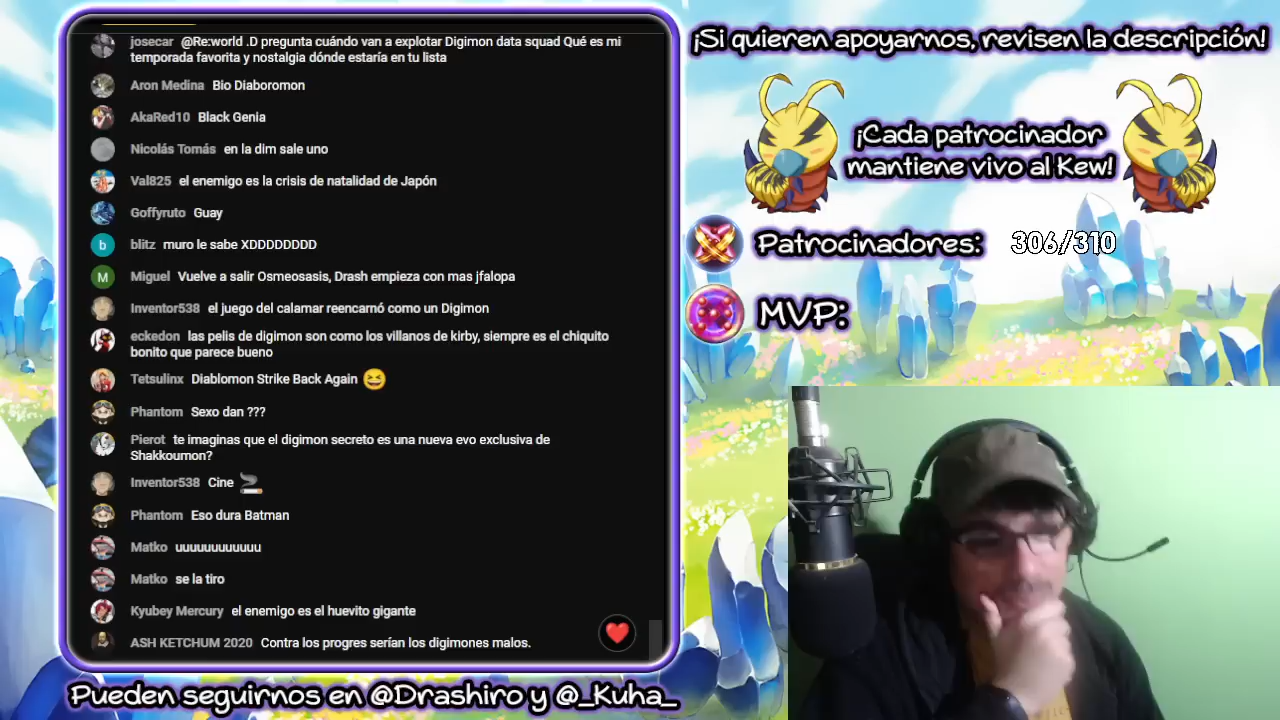 josecar @Re:world .D pregunta cuándo van a explotar Digimon data squad Qué es mi
temporada favorita y nostalgia dónde estaría en tu lista
Aron Medina Bio Diaboromon
AkaRed10 Black Genia
Nicolás Tomás en la dim sale uno
Val825 el enemigo es la crisis de natalidad de Japón
Goffyruto Guay
b blitz muro le sabe XDDDDDDDD
M Miguel Vuelve a salir Osmeosasis, Drash empieza con mas jfalopa
Inventor538 el juego del calamar reencarnó como un Digimon
eckedon las pelis de digimon son como los villanos de kirby, siempre es el chiquito
bonito que parece bueno
Tetsulinx Diablomon Strike Back Again 😆
Phantom Sexo dan ???
Pierot te imaginas que el digimon secreto es una nueva evo exclusiva de
Shakkoumon?
Inventor538 Cine 🚬
Phantom Eso dura Batman
Matko uuuuuuuuuuuu
Matko se la tiro
Kyubey Mercury el enemigo es el huevito gigante
ASH KETCHUM 2020 Contra los progres serían los digimones malos.
Pueden seguirnos en @Drashiro y @_Kuha_
¡Si quieren apoyarnos, revisen la descripción!
¡Cada patrocinador
mantiene vivo al Kew!
Patrocinadores: 306/310
MVP: